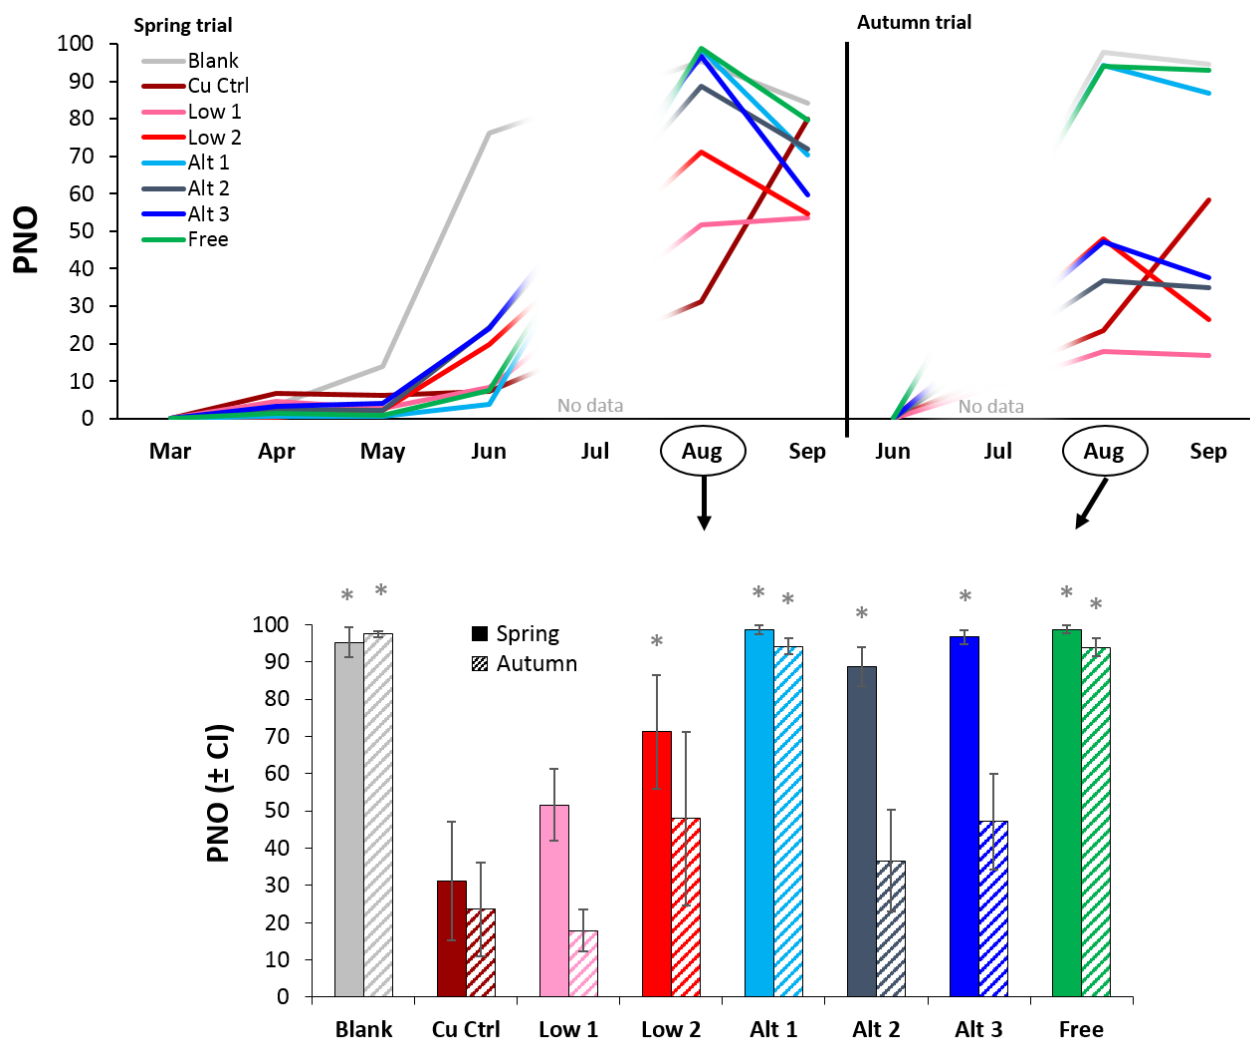 Spring trial
Autumn trial
PNO
100
90
80
70
60
50
40
30
20
10
0
Blank
Cu Ctrl
Low 1
Low 2
Alt 1
Alt 2
Alt 3
Free
No data
No data
Mar Apr May Jun Jul Aug Sep Jun Jul Aug Sep
* * * * * * * * *
PNO (± CI)
100
90
80
70
60
50
40
30
20
10
0
Spring
Autumn
Blank Cu Ctrl Low 1 Low 2 Alt 1 Alt 2 Alt 3 Free